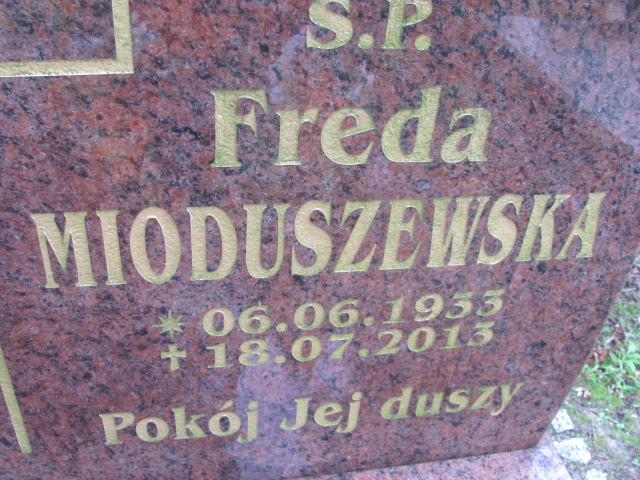 Ś.P.
Freda
MIODUSZEWSKA
* 06.06.1933
✝ 18.07.2013
Pokój Jej duszy